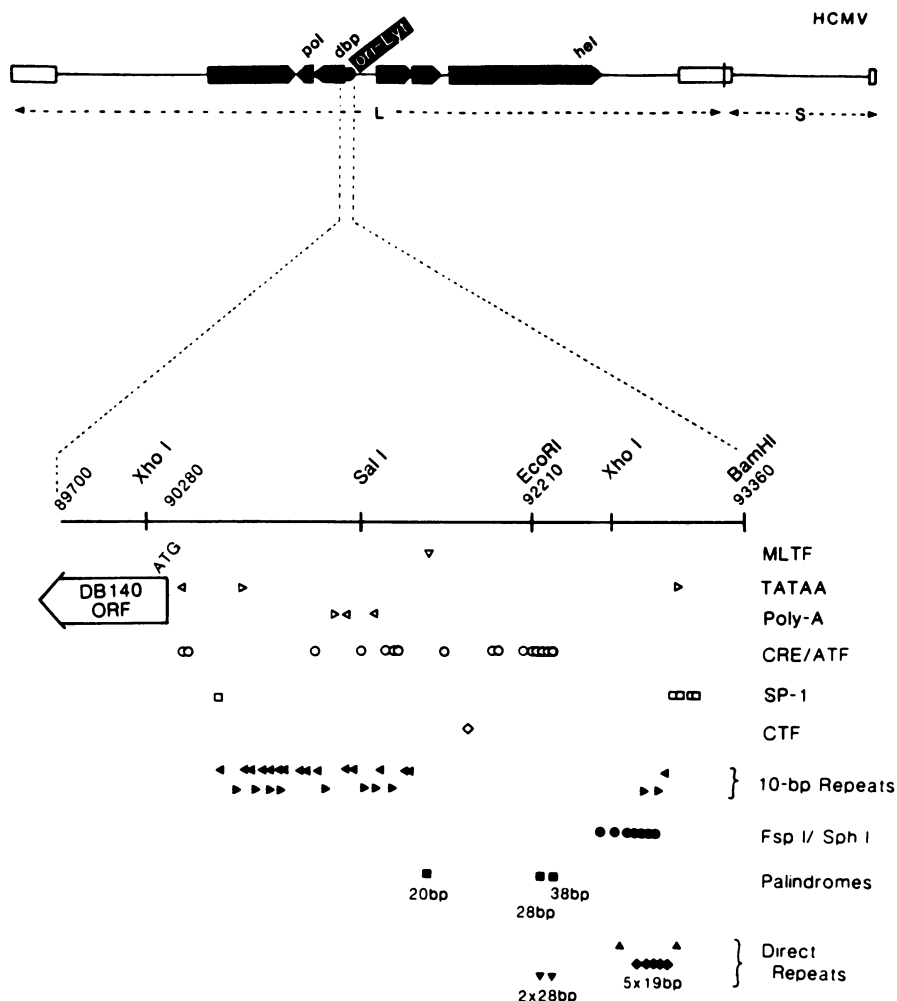 HCMV
pol
dbp
ori-Lyt
hel
L
S
Xho I
Sal I
EcoRI
Xho I
BamHI
89700
90280
92210
93360
MLTF
ATG
TATAA
DB140
ORF
Poly-A
CRE/ATF
SP-1
CTF
10-bp Repeats
Fsp I/ Sph I
Palindromes
20bp
38bp
28bp
Direct
Repeats
5x19bp
2x28bp